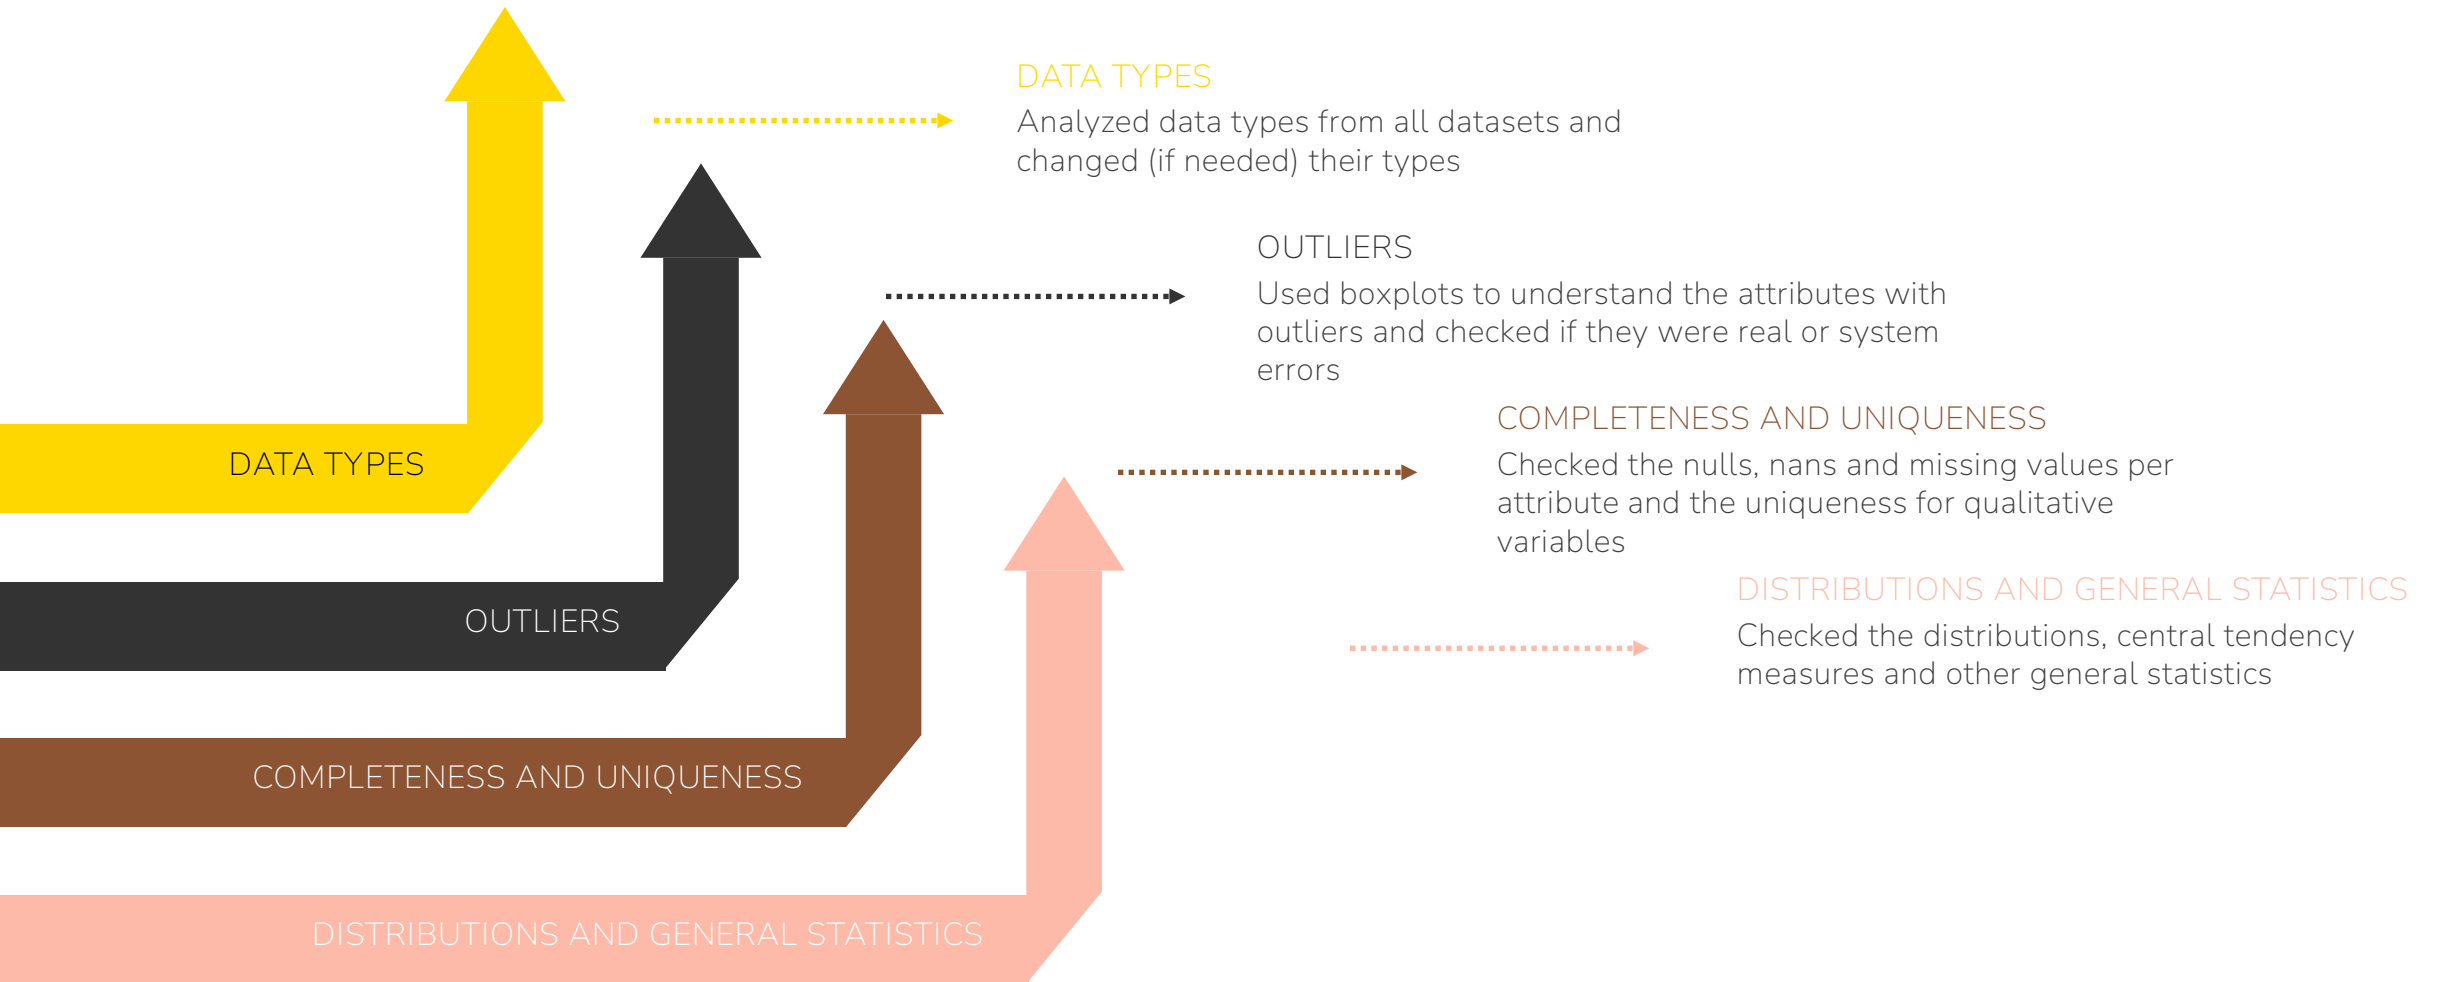 DATA TYPES
Analyzed data types from all datasets and
changed (if needed) their types
OUTLIERS
Used boxplots to understand the attributes with
outliers and checked if they were real or system
errors
COMPLETENESS AND UNIQUENESS
Checked the nulls, nans and missing values per
attribute and the uniqueness for qualitative
variables
DISTRIBUTIONS AND GENERAL STATISTICS
Checked the distributions, central tendency
measures and other general statistics
DATA TYPES
OUTLIERS
COMPLETENESS AND UNIQUENESS
DISTRIBUTIONS AND GENERAL STATISTICS